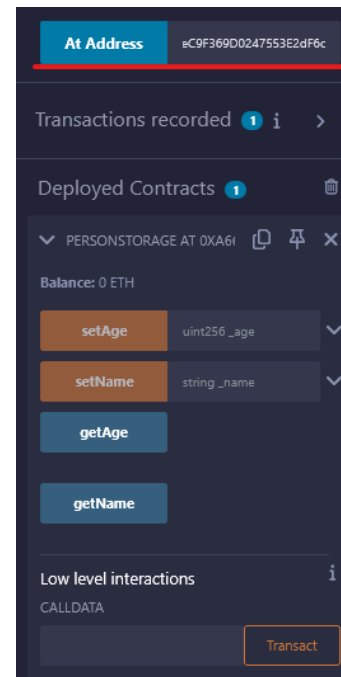 At Address eC9F369D0247553E2dF6c
Transactions recorded 1 i
Deployed Contracts 1
PERSONSTORAGE AT 0XA6
Balance: 0 ETH
setAge uint256 _age
setName string _name
getAge
getName
Low level interactions i
CALLDATA
Transact